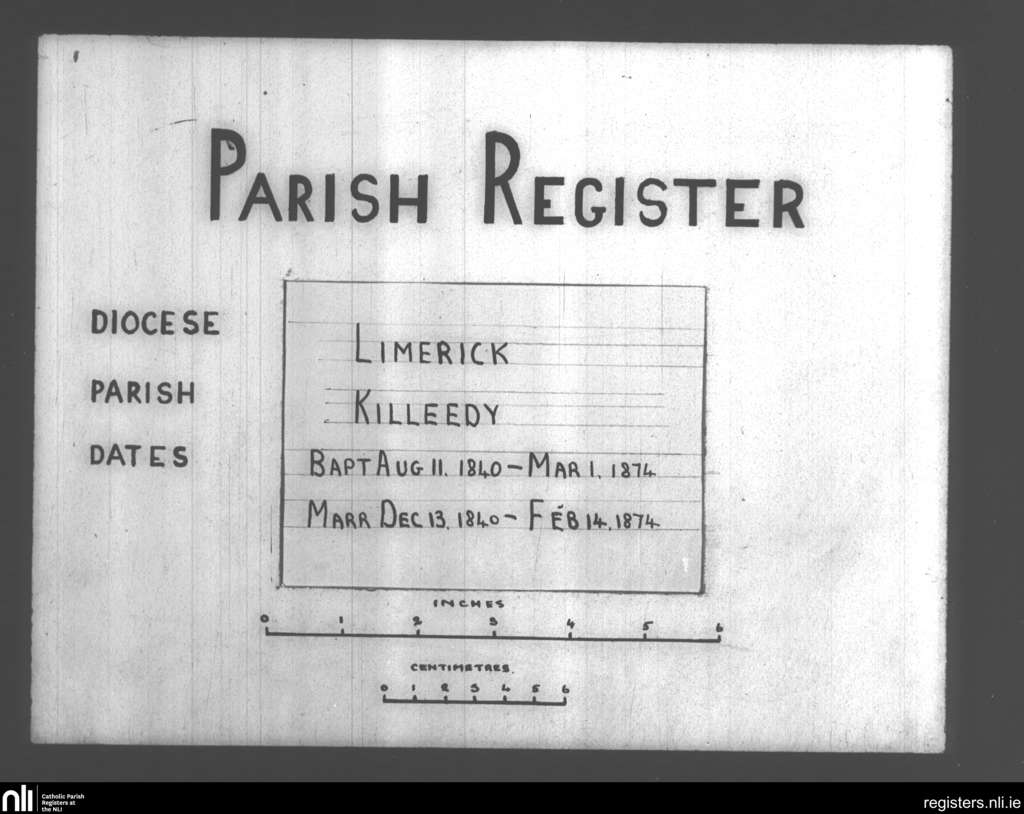 PARISH REGISTER
DIOCESE LIMERICK
PARISH KILLEEDY
DATES BAPT AUG 11. 1840 – MAR 1. 1874
MARR DEC 13. 1840 – FEB 14. 1874
INCHES
0 1 2 3 4 5 6
CENTIMETRES.
0 1 2 3 4 5 6
nli Catholic Parish
Registers at
the NLI
registers.nli.ie